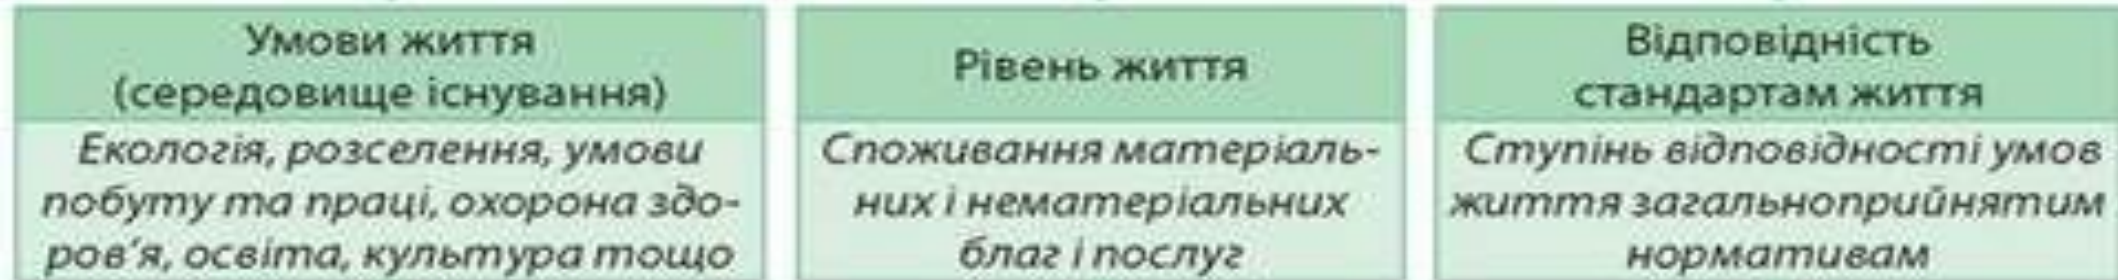 Умови життя
(середовище існування)
Екологія, розселення, умови
побуту та праці, охорона здо-
ров'я, освіта, культура тощо
Рівень життя
Споживання матеріаль-
них і нематеріальних
благ і послуг
Відповідність
стандартам життя
Ступінь відповідності умов
життя загальноприйнятим
нормативам